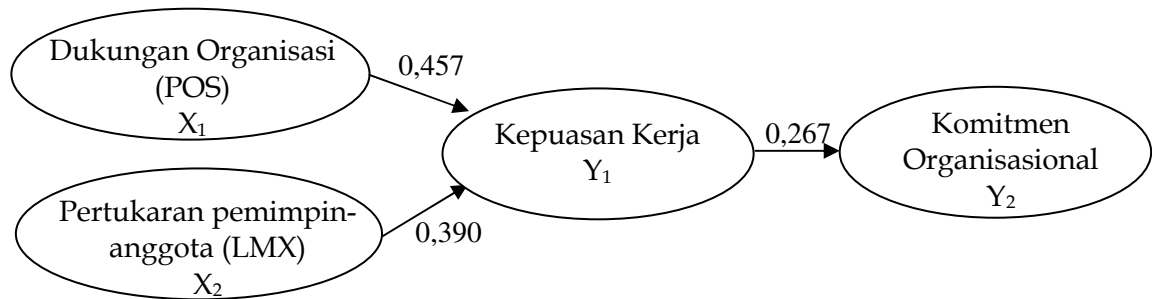 Dukungan Organisasi
(POS)
X₁
0,457
Kepuasan Kerja
Y₁
0,267
Komitmen
Organisasional
Y₂
Pertukaran pemimpin-
anggota (LMX)
X₂
0,390